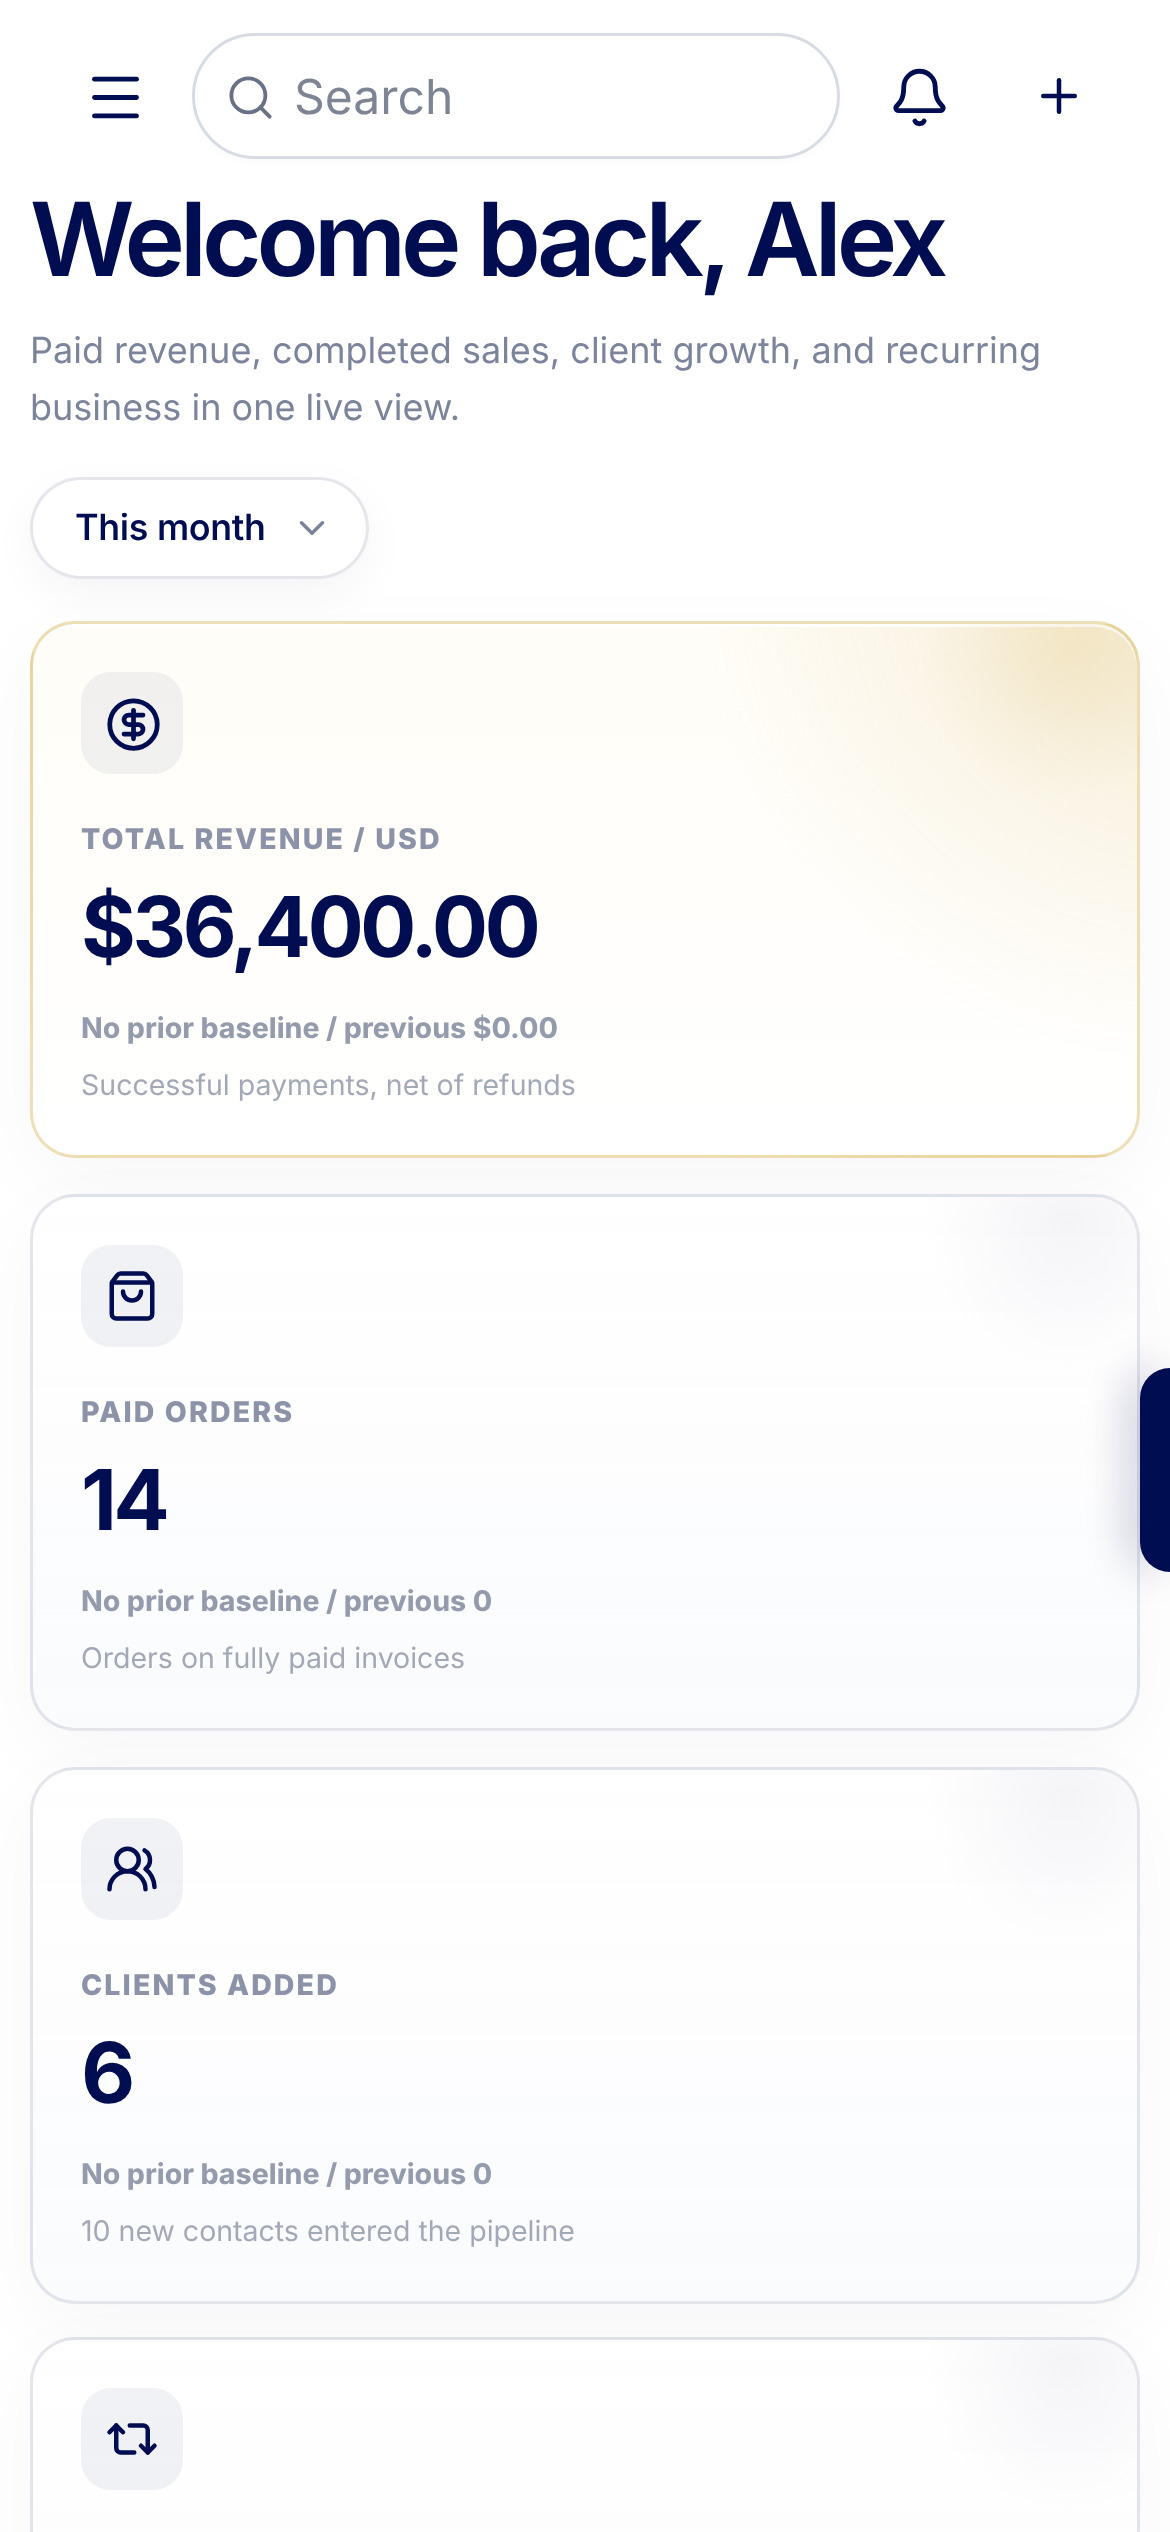 Search
Welcome back, Alex
Paid revenue, completed sales, client growth, and recurring
business in one live view.
This month
TOTAL REVENUE / USD
$36,400.00
No prior baseline / previous $0.00
Successful payments, net of refunds
PAID ORDERS
14
No prior baseline / previous 0
Orders on fully paid invoices
CLIENTS ADDED
6
No prior baseline / previous 0
10 new contacts entered the pipeline